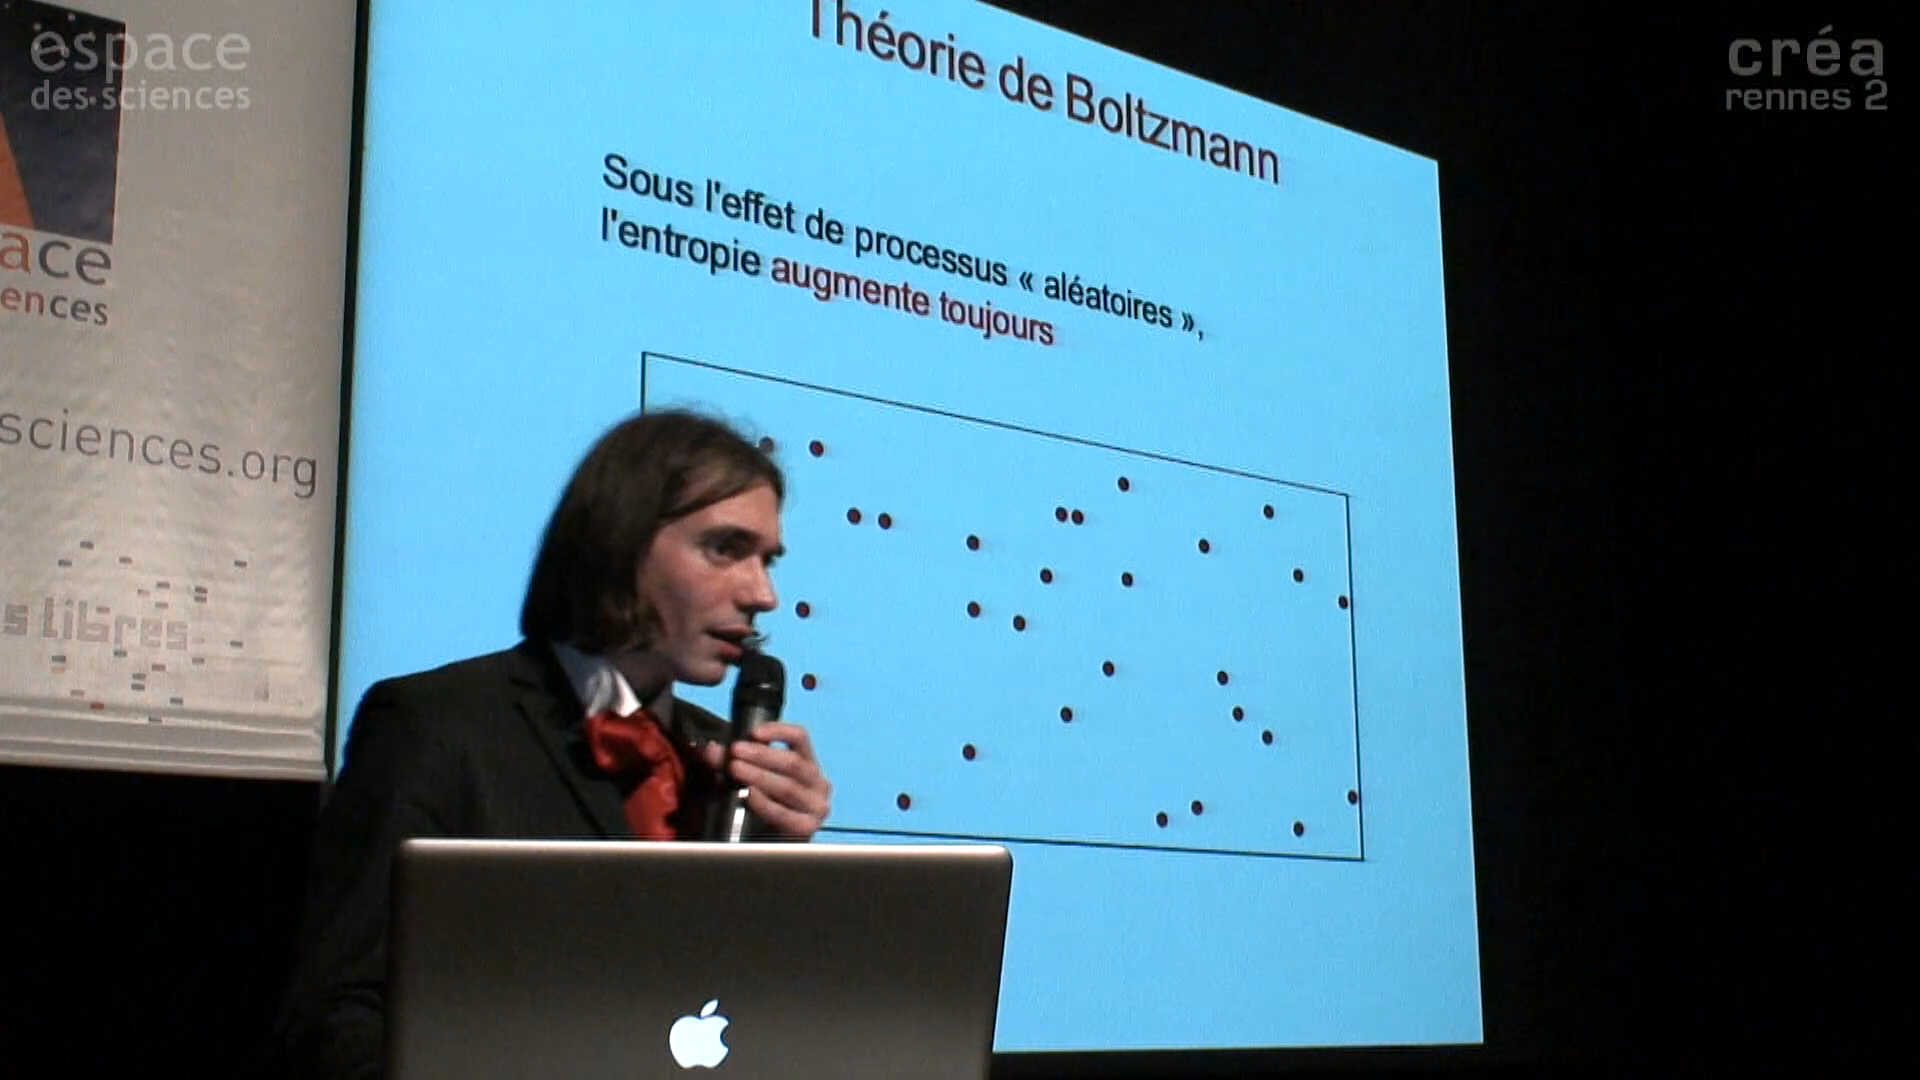 espace
des sciences
créa
rennes 2
Théorie de Boltzmann
Sous l'effet de processus « aléatoires »,
l'entropie augmente toujours
ace
ences
sciences.org
s libres